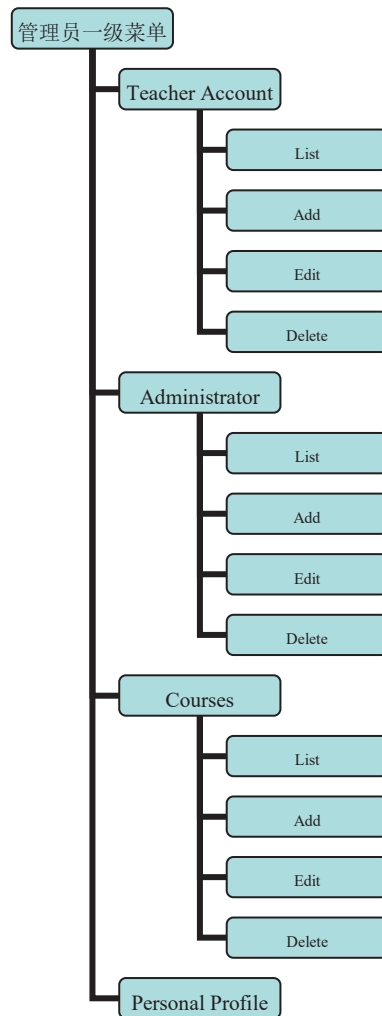 管理员一级菜单
Teacher Account
List
Add
Edit
Delete
Administrator
List
Add
Edit
Delete
Courses
List
Add
Edit
Delete
Personal Profile